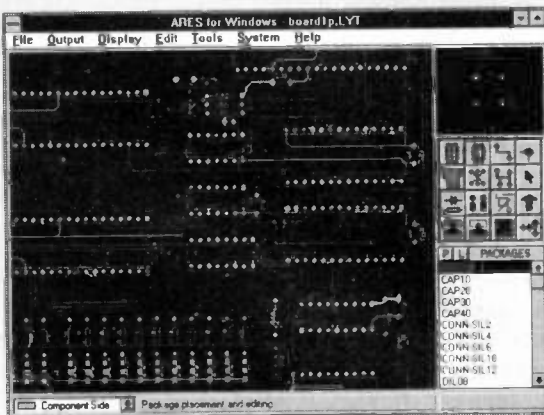 ARES for Windows - board1p.LYT
File Output Display Edit Tools System Help
P L PACKAGES
CAP10
CAP20
CAP30
CAP40
CONN-SIL2
CONN-SIL4
CONN-SIL6
CONN-SIL10
CONN-SIL12
DIL08
Component Side Package placement and editing